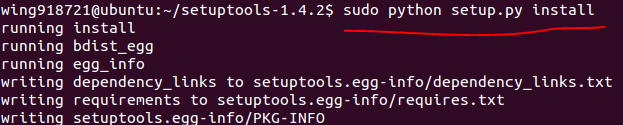 wing918721@ubuntu:~/setuptools-1.4.2$ sudo python setup.py install
running install
running bdist_egg
running egg_info
writing dependency_links to setuptools.egg-info/dependency_links.txt
writing requirements to setuptools.egg-info/requires.txt
writing setuptools.egg-info/PKG-INFO